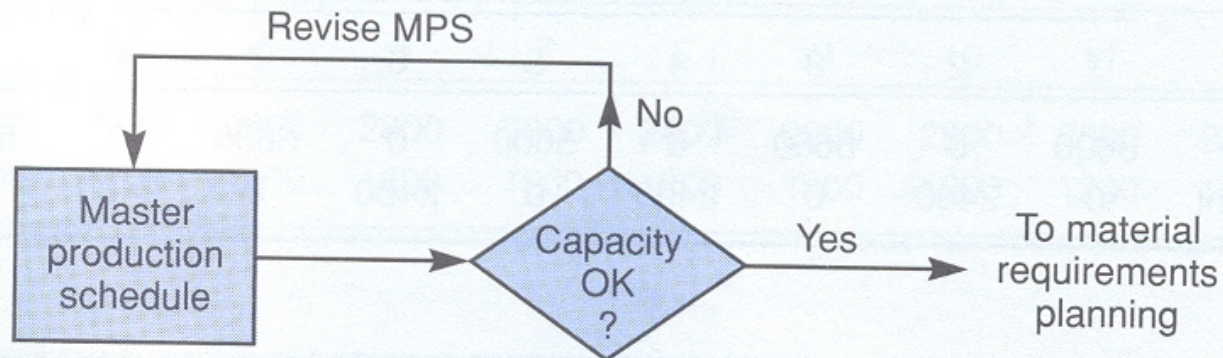 Revise MPS
No
Master
production
schedule
Capacity
OK
?
Yes
To material
requirements
planning